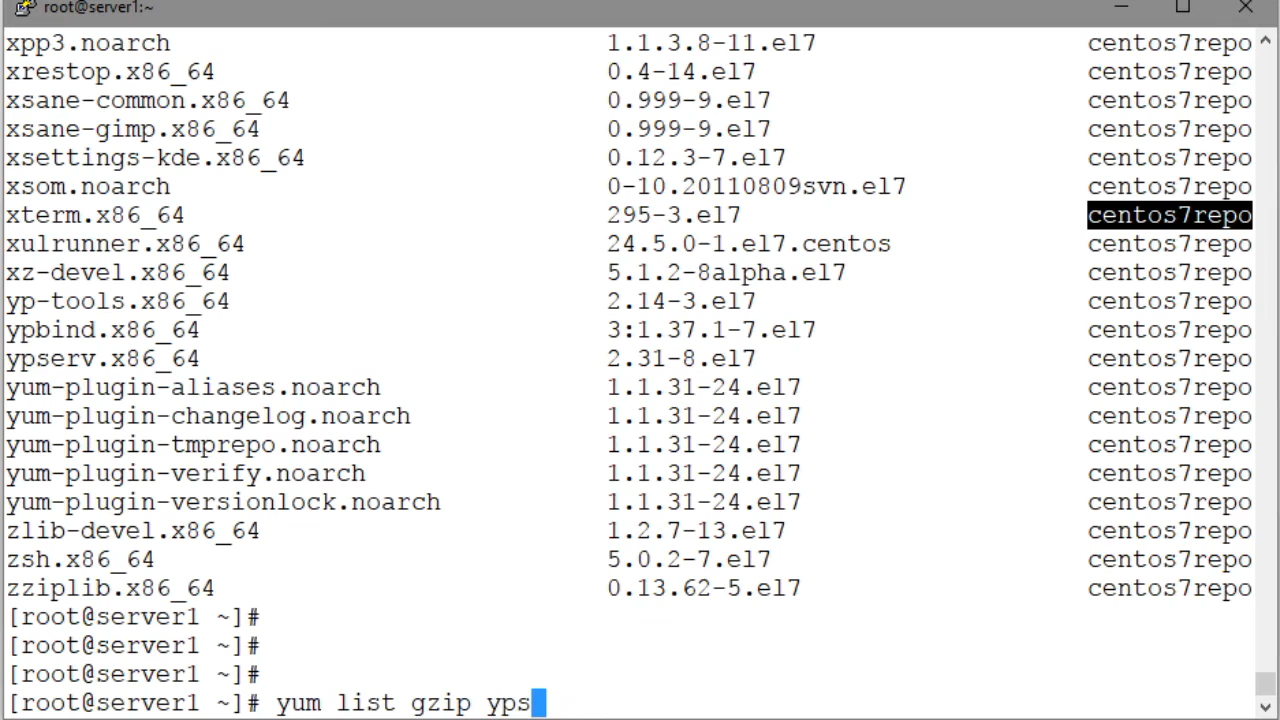 root@server1:~
xpp3.noarch 1.1.3.8-11.el7 centos7repo
xrestop.x86_64 0.4-14.el7 centos7repo
xsane-common.x86_64 0.999-9.el7 centos7repo
xsane-gimp.x86_64 0.999-9.el7 centos7repo
xsettings-kde.x86_64 0.12.3-7.el7 centos7repo
xsom.noarch 0-10.20110809svn.el7 centos7repo
xterm.x86_64 295-3.el7 centos7repo
xulrunner.x86_64 24.5.0-1.el7.centos centos7repo
xz-devel.x86_64 5.1.2-8alpha.el7 centos7repo
yp-tools.x86_64 2.14-3.el7 centos7repo
ypbind.x86_64 3:1.37.1-7.el7 centos7repo
ypserv.x86_64 2.31-8.el7 centos7repo
yum-plugin-aliases.noarch 1.1.31-24.el7 centos7repo
yum-plugin-changelog.noarch 1.1.31-24.el7 centos7repo
yum-plugin-tmprepo.noarch 1.1.31-24.el7 centos7repo
yum-plugin-verify.noarch 1.1.31-24.el7 centos7repo
yum-plugin-versionlock.noarch 1.1.31-24.el7 centos7repo
zlib-devel.x86_64 1.2.7-13.el7 centos7repo
zsh.x86_64 5.0.2-7.el7 centos7repo
zziplib.x86_64 0.13.62-5.el7 centos7repo
[root@server1 ~]#
[root@server1 ~]#
[root@server1 ~]#
[root@server1 ~]# yum list gzip yps